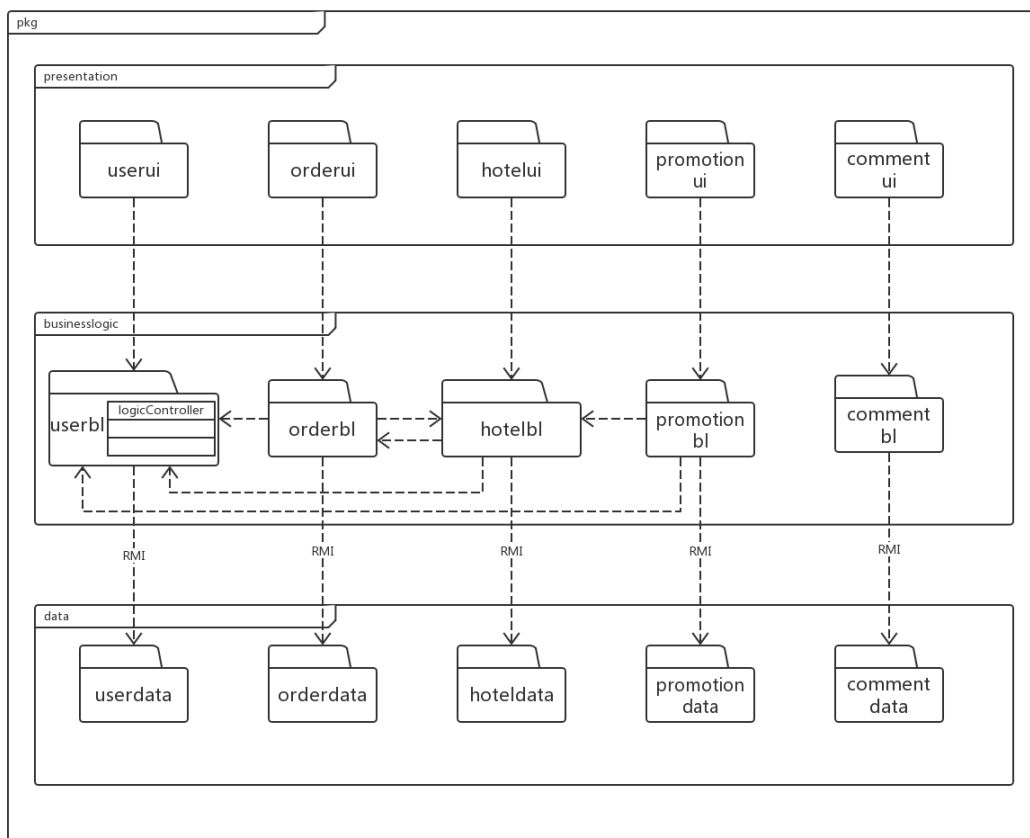 pkg
presentation
userui
orderui
hotelui
promotion
ui
comment
ui
businesslogic
userbl
logicController
orderbl
hotelbl
promotion
bl
comment
bl
RMI
RMI
RMI
RMI
RMI
data
userdata
orderdata
hoteldata
promotion
data
comment
data